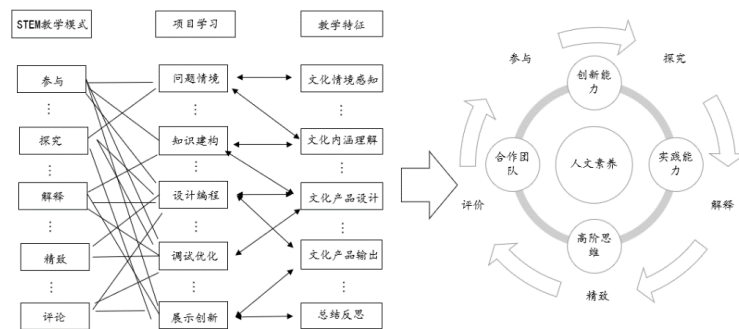 STEM教学模式
项目学习
教学特征
参与
问题情境
文化情境感知
探究
知识建构
文化内涵理解
解释
设计编程
文化产品设计
精致
调试优化
文化产品输出
评论
展示创新
总结反思
参与
探究
创新能
力
合作团
队
人文素养
实践能
力
评价
解释
高阶思
维
精致